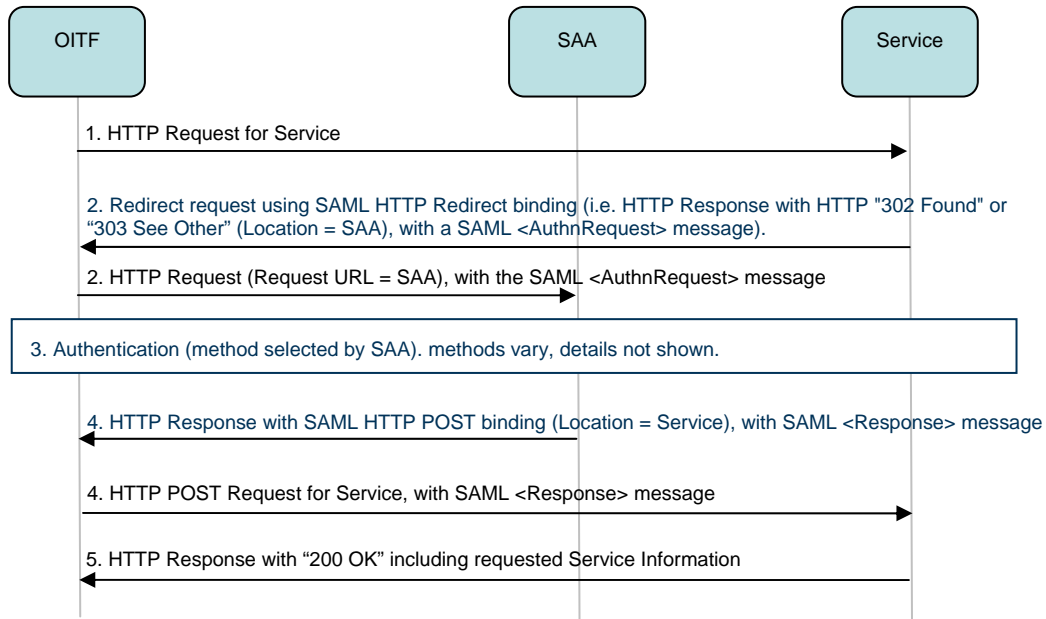 OITF
SAA
Service
1. HTTP Request for Service
2. Redirect request using SAML HTTP Redirect binding (i.e. HTTP Response with HTTP "302 Found" or
“303 See Other” (Location = SAA), with a SAML <AuthnRequest> message).
2. HTTP Request (Request URL = SAA), with the SAML <AuthnRequest> message
3. Authentication (method selected by SAA). methods vary, details not shown.
4. HTTP Response with SAML HTTP POST binding (Location = Service), with SAML <Response> message
4. HTTP POST Request for Service, with SAML <Response> message
5. HTTP Response with “200 OK” including requested Service Information